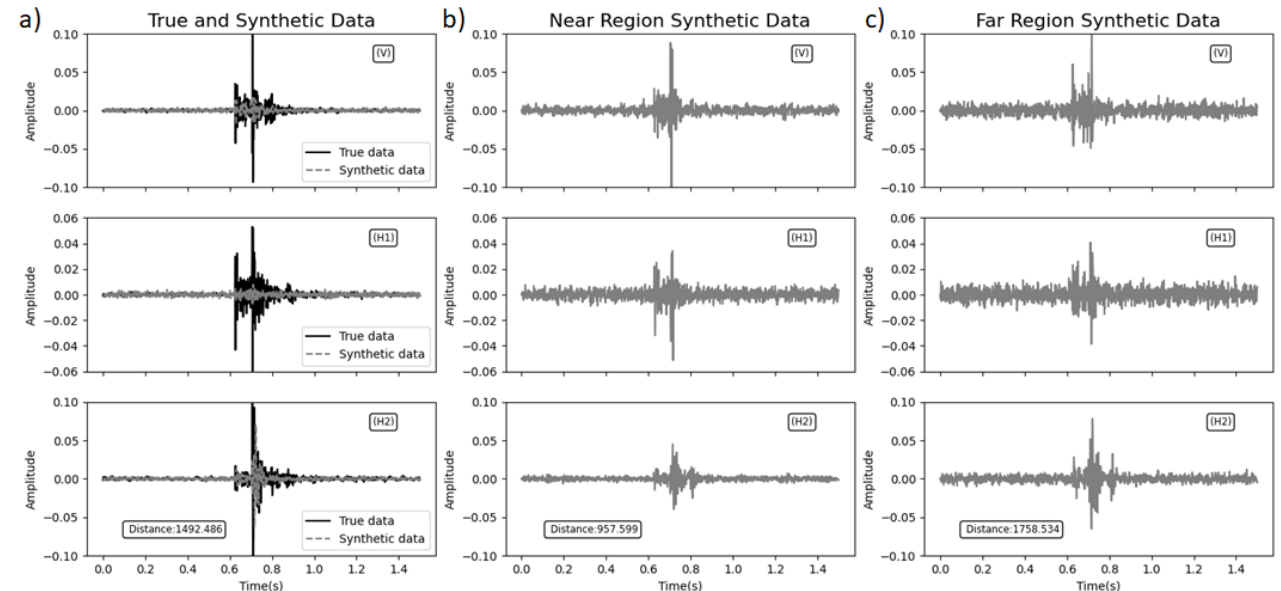 a) True and Synthetic Data
0.10
0.05
0.00
−0.05
−0.10
Amplitude
(V)
True data
Synthetic data
0.06
0.04
0.02
0.00
−0.02
−0.04
−0.06
Amplitude
(H1)
True data
Synthetic data
0.10
0.05
0.00
−0.05
−0.10
Amplitude
(H2)
Distance:1492.486
True data
Synthetic data
0.0 0.2 0.4 0.6 0.8 1.0 1.2 1.4
Time(s)
b) Near Region Synthetic Data
0.10
0.05
0.00
−0.05
−0.10
Amplitude
(V)
0.06
0.04
0.02
0.00
−0.02
−0.04
−0.06
Amplitude
(H1)
0.10
0.05
0.00
−0.05
−0.10
Amplitude
(H2)
Distance:957.599
0.0 0.2 0.4 0.6 0.8 1.0 1.2 1.4
Time(s)
c) Far Region Synthetic Data
0.10
0.05
0.00
−0.05
−0.10
Amplitude
(V)
0.06
0.04
0.02
0.00
−0.02
−0.04
−0.06
Amplitude
(H1)
0.10
0.05
0.00
−0.05
−0.10
Amplitude
(H2)
Distance:1758.534
0.0 0.2 0.4 0.6 0.8 1.0 1.2 1.4
Time(s)